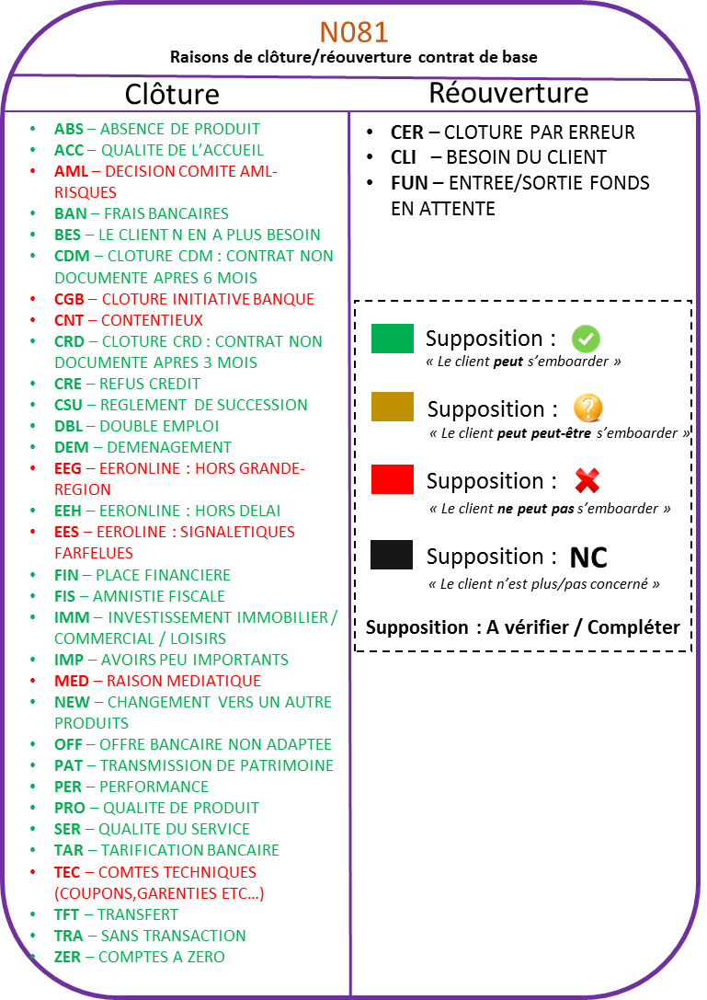 N081
Raisons de clôture/réouverture contrat de base
Clôture
• ABS – ABSENCE DE PRODUIT
• ACC – QUALITE DE L’ACCUEIL
• AML – DECISION COMITE AML-
RISQUES
• BAN – FRAIS BANCAIRES
• BES – LE CLIENT N EN A PLUS BESOIN
• CDM – CLOTURE CDM : CONTRAT NON
DOCUMENTE APRES 6 MOIS
• CGB – CLOTURE INITIATIVE BANQUE
• CNT – CONTENTIEUX
• CRD – CLOTURE CRD : CONTRAT NON
DOCUMENTE APRES 3 MOIS
• CRE – REFUS CREDIT
• CSU – REGLEMENT DE SUCCESSION
• DBL – DOUBLE EMPLOI
• DEM – DEMENAGEMENT
• EEG – EERONLINE : HORS GRANDE-
REGION
• EEH – EERONLINE : HORS DELAI
• EES – EEROLINE : SIGNALETIQUES
FARFELUES
• FIN – PLACE FINANCIERE
• FIS – AMNISTIE FISCALE
• IMM – INVESTISSEMENT IMMOBILIER /
COMMERCIAL / LOISIRS
• IMP – AVOIRS PEU IMPORTANTS
• MED – RAISON MEDIATIQUE
• NEW – CHANGEMENT VERS UN AUTRE
PRODUITS
• OFF – OFFRE BANCAIRE NON ADAPTEE
• PAT – TRANSMISSION DE PATRIMOINE
• PER – PERFORMANCE
• PRO – QUALITE DE PRODUIT
• SER – QUALITE DU SERVICE
• TAR – TARIFICATION BANCAIRE
• TEC – COMTES TECHNIQUES
(COUPONS,GARENTIES ETC…)
• TFT – TRANSFERT
• TRA – SANS TRANSACTION
• ZER – COMPTES A ZERO
Réouverture
• CER – CLOTURE PAR ERREUR
• CLI – BESOIN DU CLIENT
• FUN – ENTREE/SORTIE FONDS
EN ATTENTE
Supposition :
« Le client peut s’emboarder »
Supposition : ?
« Le client peut peut-être s’emboarder »
Supposition :
« Le client ne peut pas s’emboarder »
Supposition : NC
« Le client n’est plus/pas concerné »
Supposition : A vérifier / Compléter